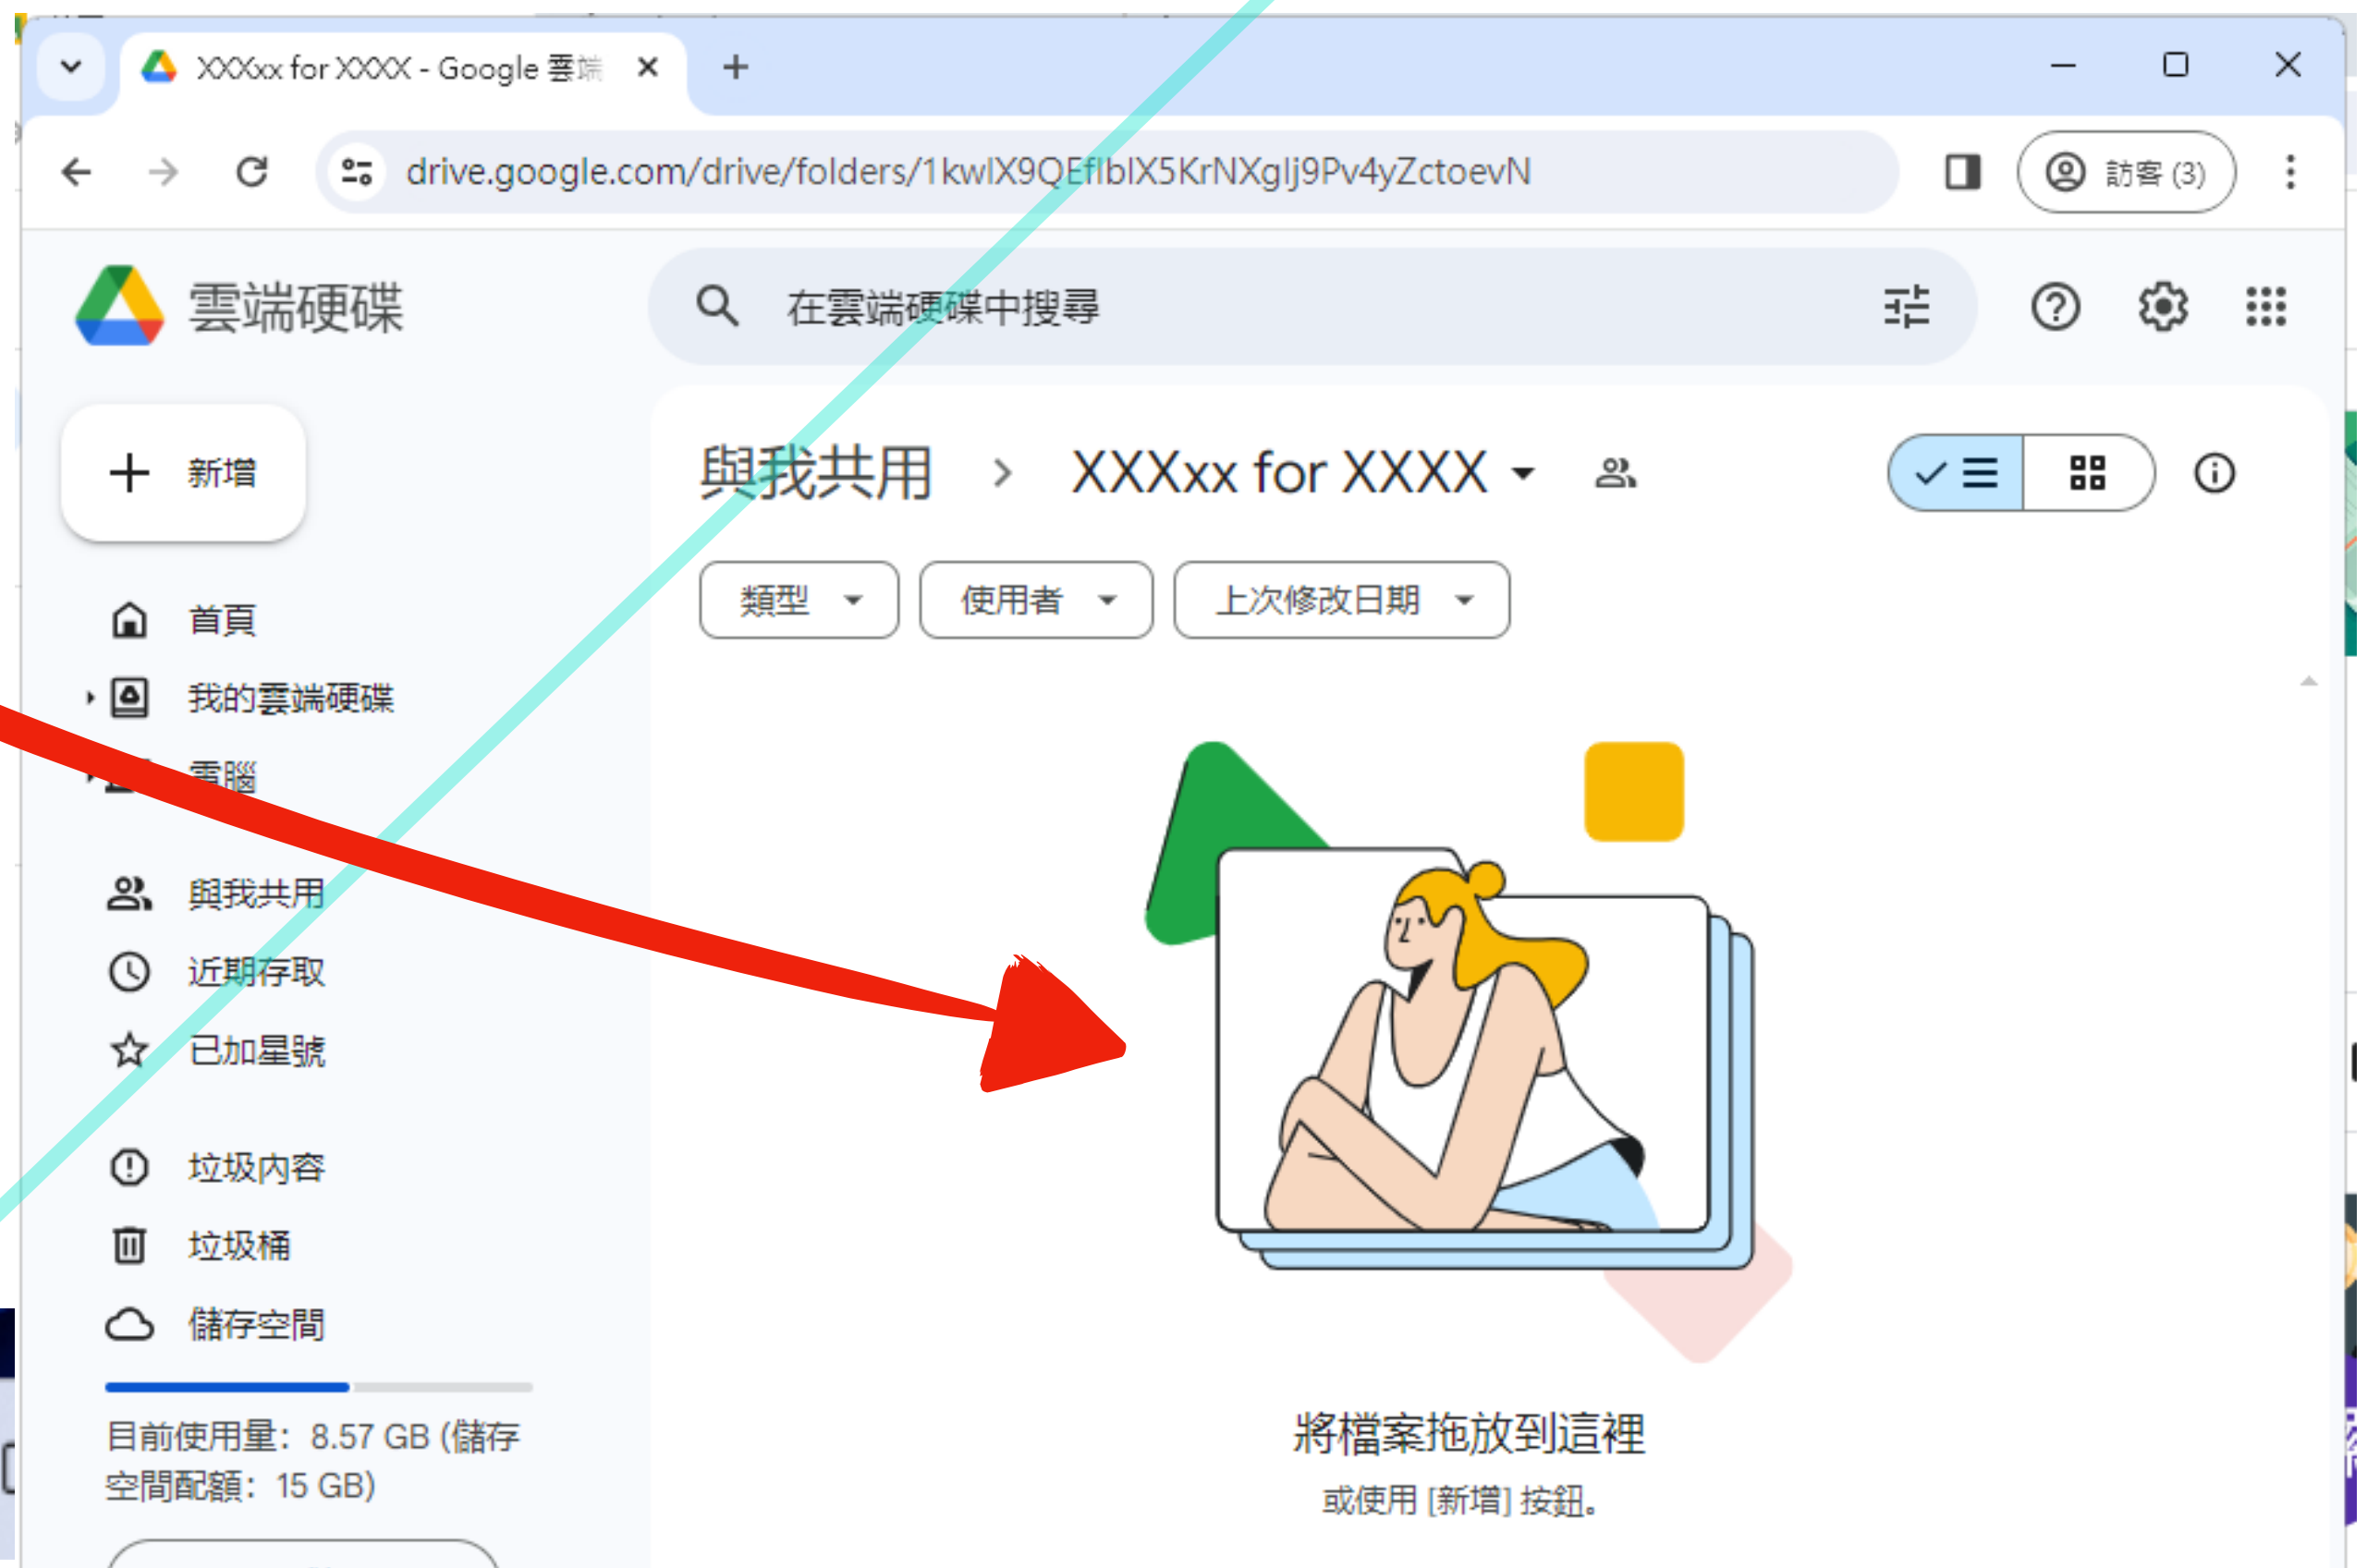 XXXxx for XXXX - Google 雲端
drive.google.com/drive/folders/1kwlX9QEflblX5KrNXglj9Pv4yZctoevN
訪客 (3)
雲端硬碟
在雲端硬碟中搜尋
新增
與我共用 > XXXxx for XXXX
類型
使用者
上次修改日期
首頁
我的雲端硬碟
電腦
與我共用
近期存取
已加星號
垃圾內容
垃圾桶
儲存空間
目前使用量：8.57 GB (儲存
空間配額：15 GB)
將檔案拖放到這裡
或使用 [新增] 按鈕。